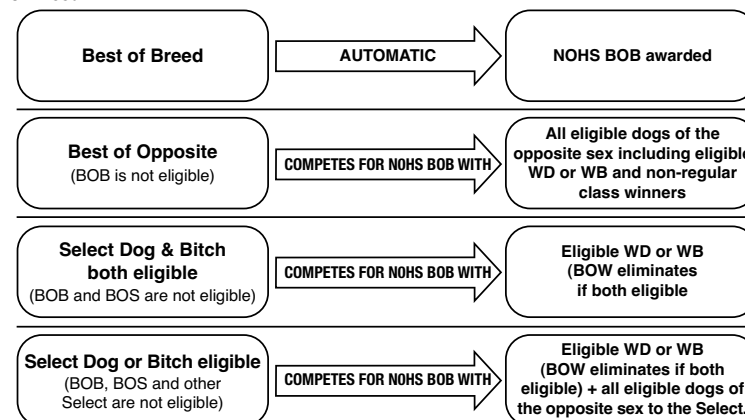 Best of Breed
AUTOMATIC
NOHS BOB awarded
Best of Opposite
(BOB is not eligible)
COMPETES FOR NOHS BOB WITH
All eligible dogs of the
opposite sex including eligible
WD or WB and non-regular
class winners
Select Dog & Bitch
both eligible
(BOB and BOS are not eligible)
COMPETES FOR NOHS BOB WITH
Eligible WD or WB
(BOW eliminates
if both eligible
Select Dog or Bitch eligible
(BOB, BOS and other
Select are not eligible)
COMPETES FOR NOHS BOB WITH
Eligible WD or WB
(BOW eliminates if both
eligible) + all eligible dogs of
the opposite sex to the Select.